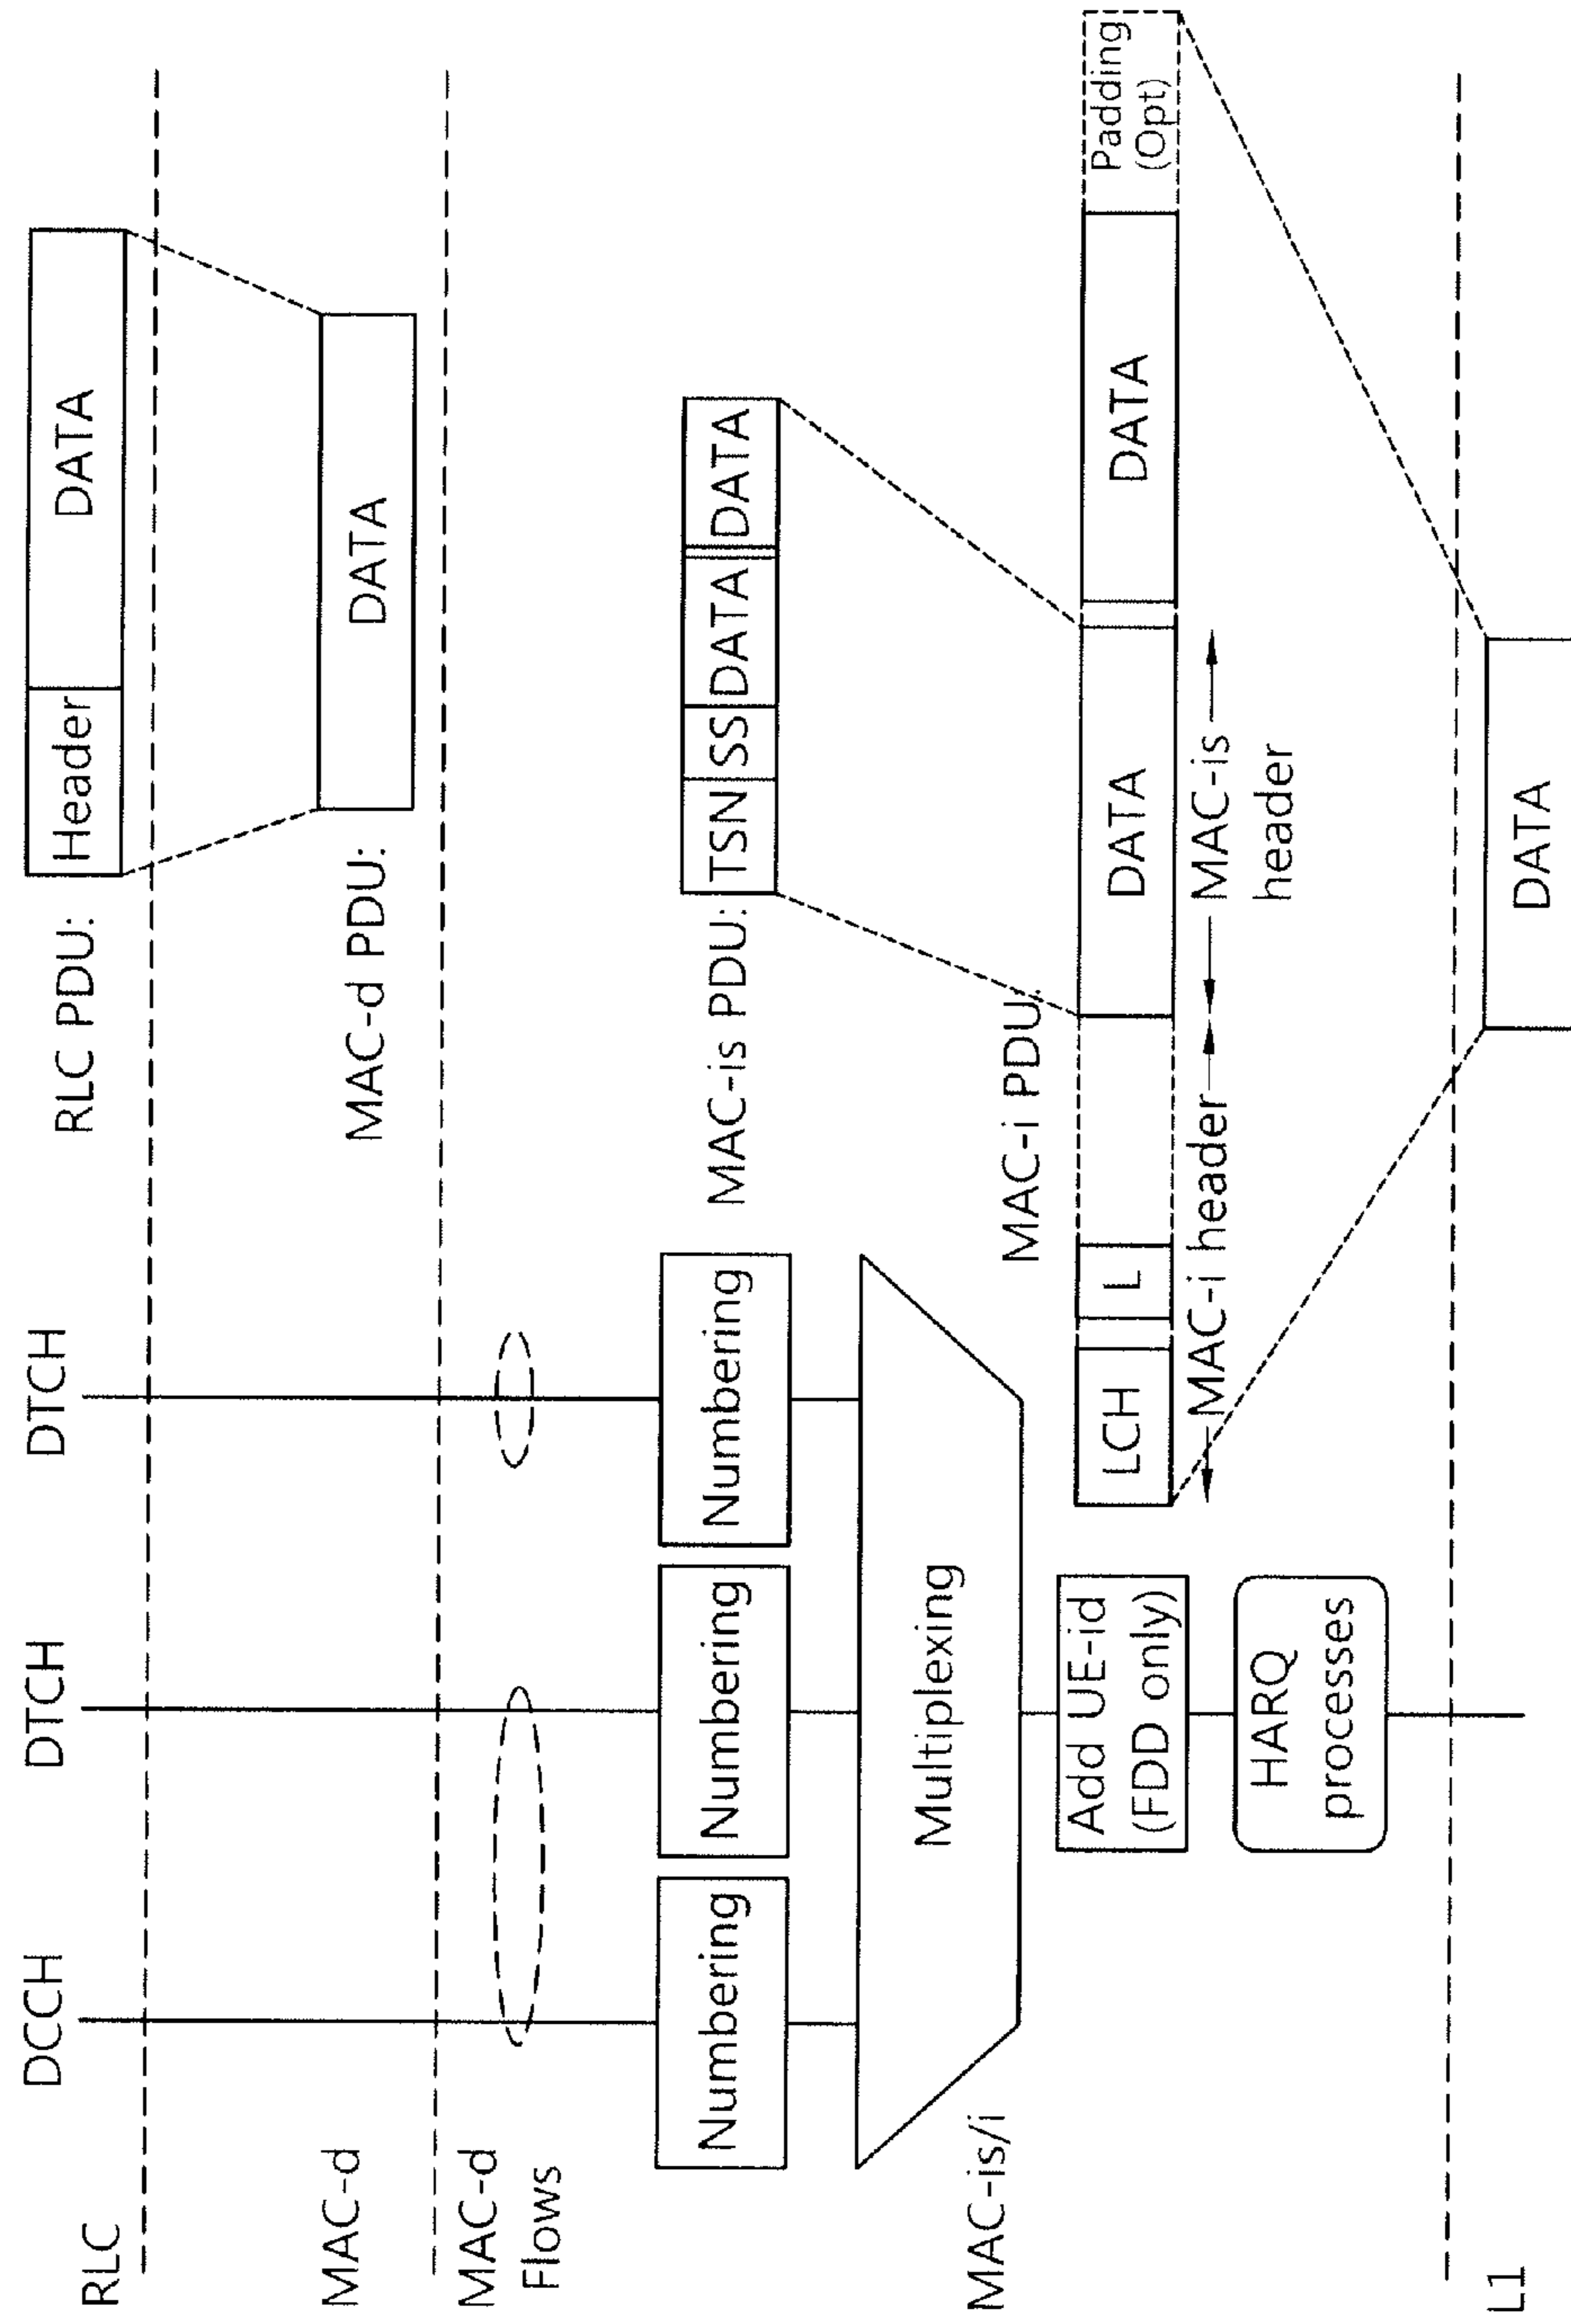 RLC
DCCH
DTCH
DTCH
RLC PDU:
Header
DATA
MAC-d
MAC-d PDU:
DATA
MAC-d
Flows
Numbering
Numbering
Numbering
MAC-is PDU:
TSN
SS
DATA
DATA
Multiplexing
MAC-is/i
MAC-i PDU:
Add UE-id
(FDD only)
LCH
L
DATA
DATA
Padding
(Opt)
MAC-i header
MAC-is
header
HARQ
processes
L1
DATA